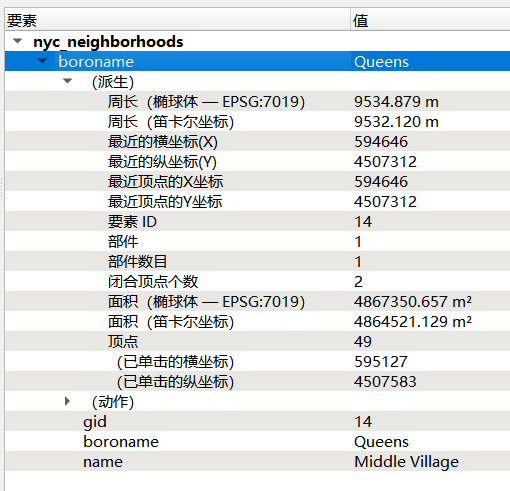 要素 值
nyc_neighborhoods
boroname Queens
（派生）
周长（椭球体 — EPSG:7019） 9534.879 m
周长（笛卡尔坐标） 9532.120 m
最近的横坐标(X) 594646
最近的纵坐标(Y) 4507312
最近顶点的X坐标 594646
最近顶点的Y坐标 4507312
要素 ID 14
部件 1
部件数目 1
闭合顶点个数 2
面积（椭球体 — EPSG:7019） 4867350.657 m²
面积（笛卡尔坐标） 4864521.129 m²
顶点 49
（已单击的横坐标） 595127
（已单击的纵坐标） 4507583
（动作）
gid 14
boroname Queens
name Middle Village